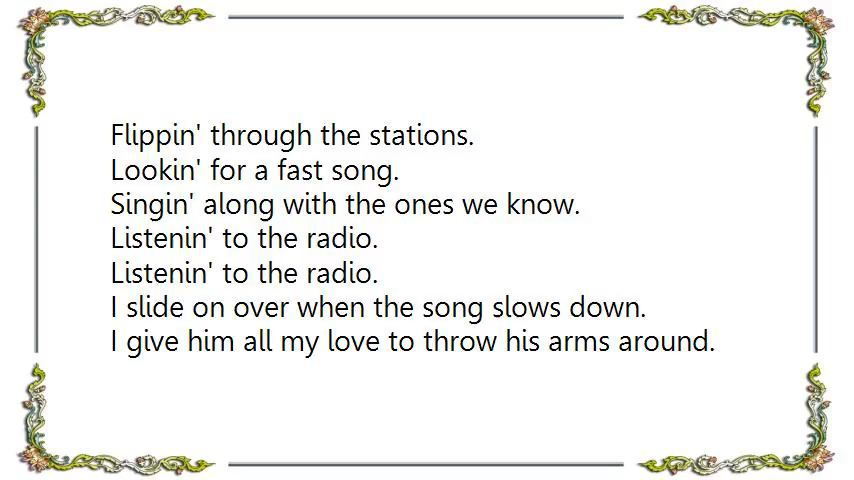 Flippin' through the stations.
Lookin' for a fast song.
Singin' along with the ones we know.
Listenin' to the radio.
Listenin' to the radio.
I slide on over when the song slows down.
I give him all my love to throw his arms around.